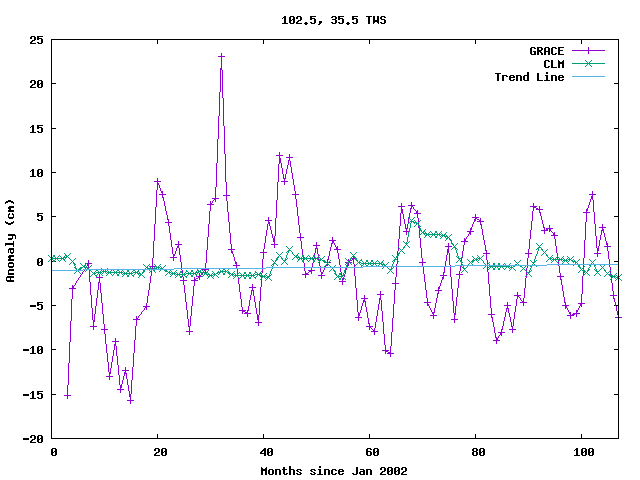 102.5, 35.5 TWS
GRACE
CLM
Trend Line
Anomaly (cm)
25
20
15
10
5
0
-5
-10
-15
-20
0 20 40 60 80 100
Months since Jan 2002